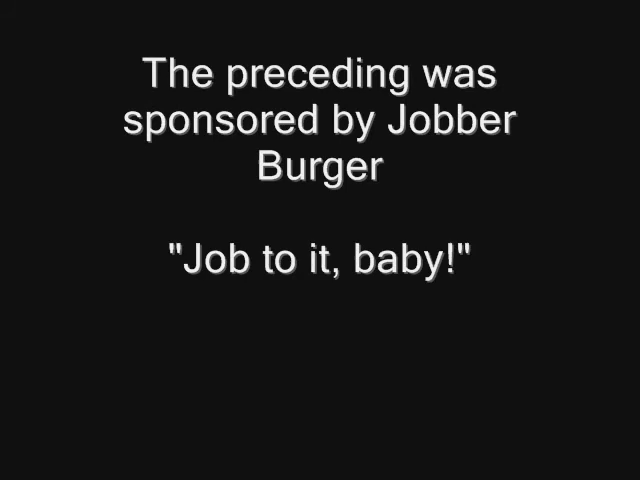 The preceding was
sponsored by Jobber
Burger
"Job to it, baby!"